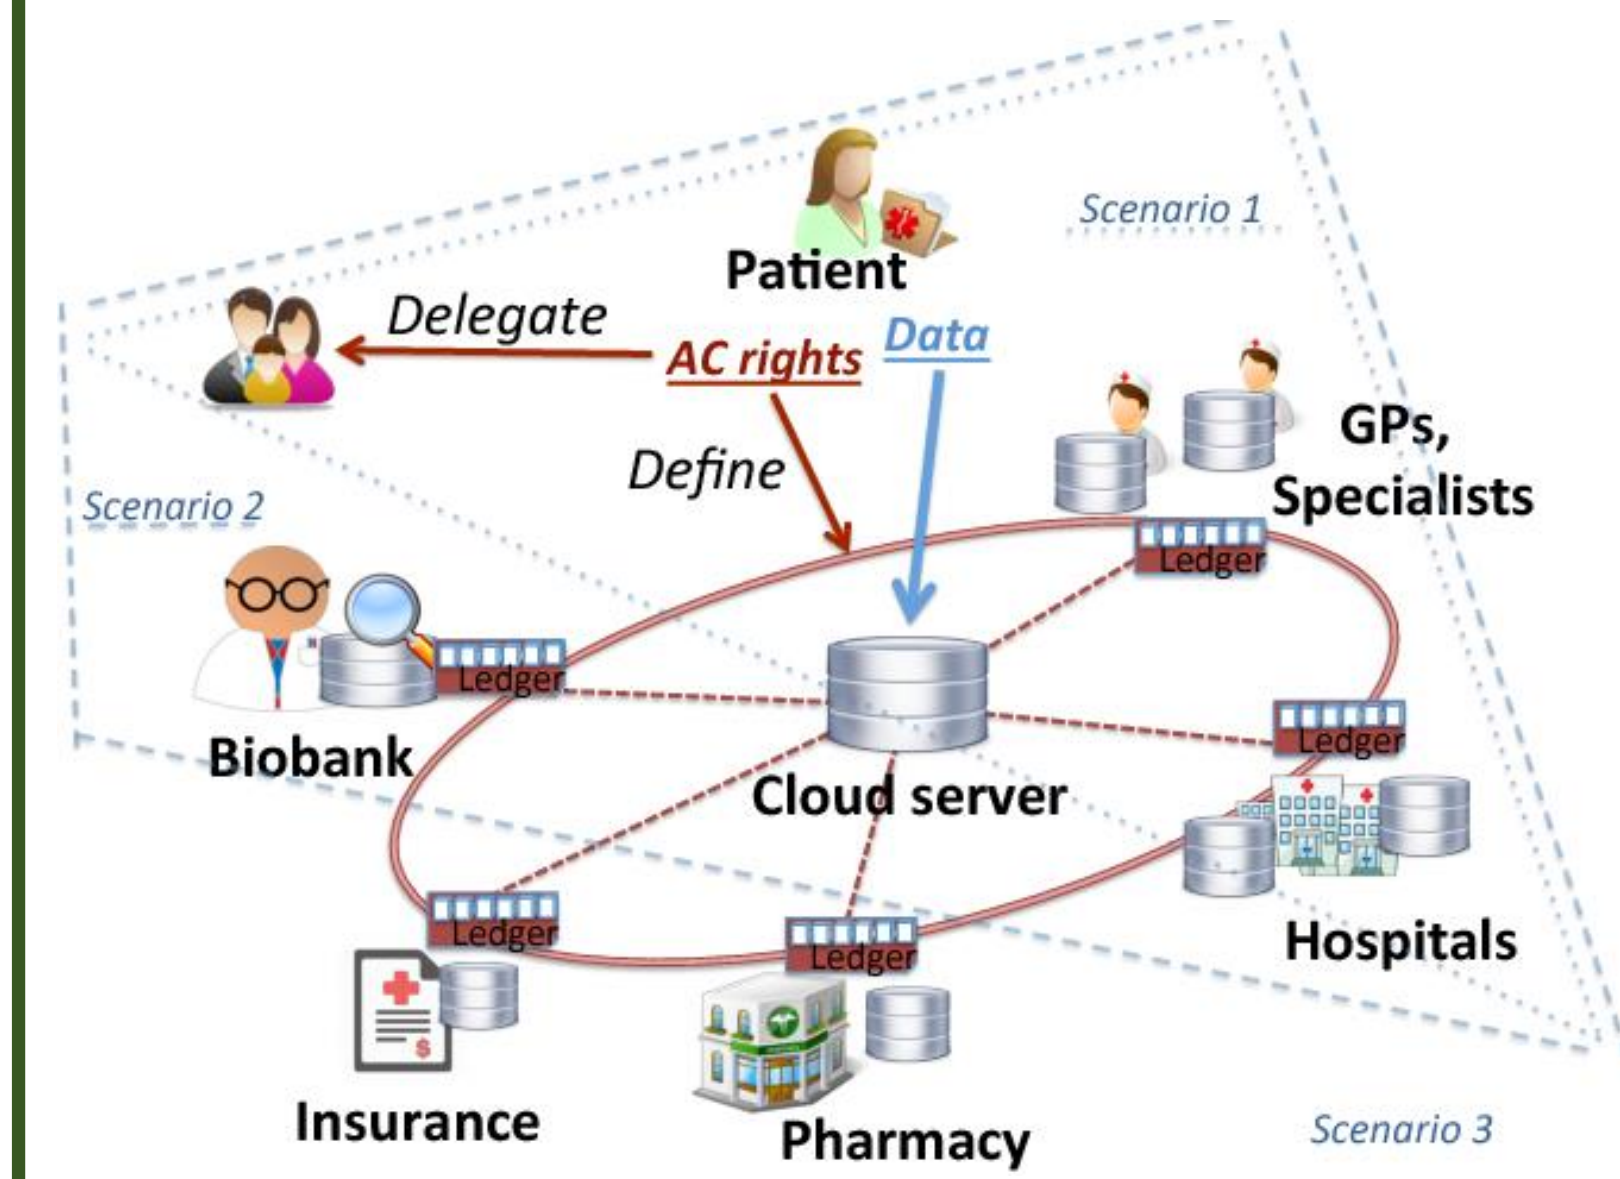 Scenario 1
Patient
Delegate
AC rights
Data
Define
GPs,
Specialists
Scenario 2
Ledger
Ledger
Biobank
Ledger
Cloud server
Ledger
Ledger
Hospitals
Insurance
Pharmacy
Scenario 3
$